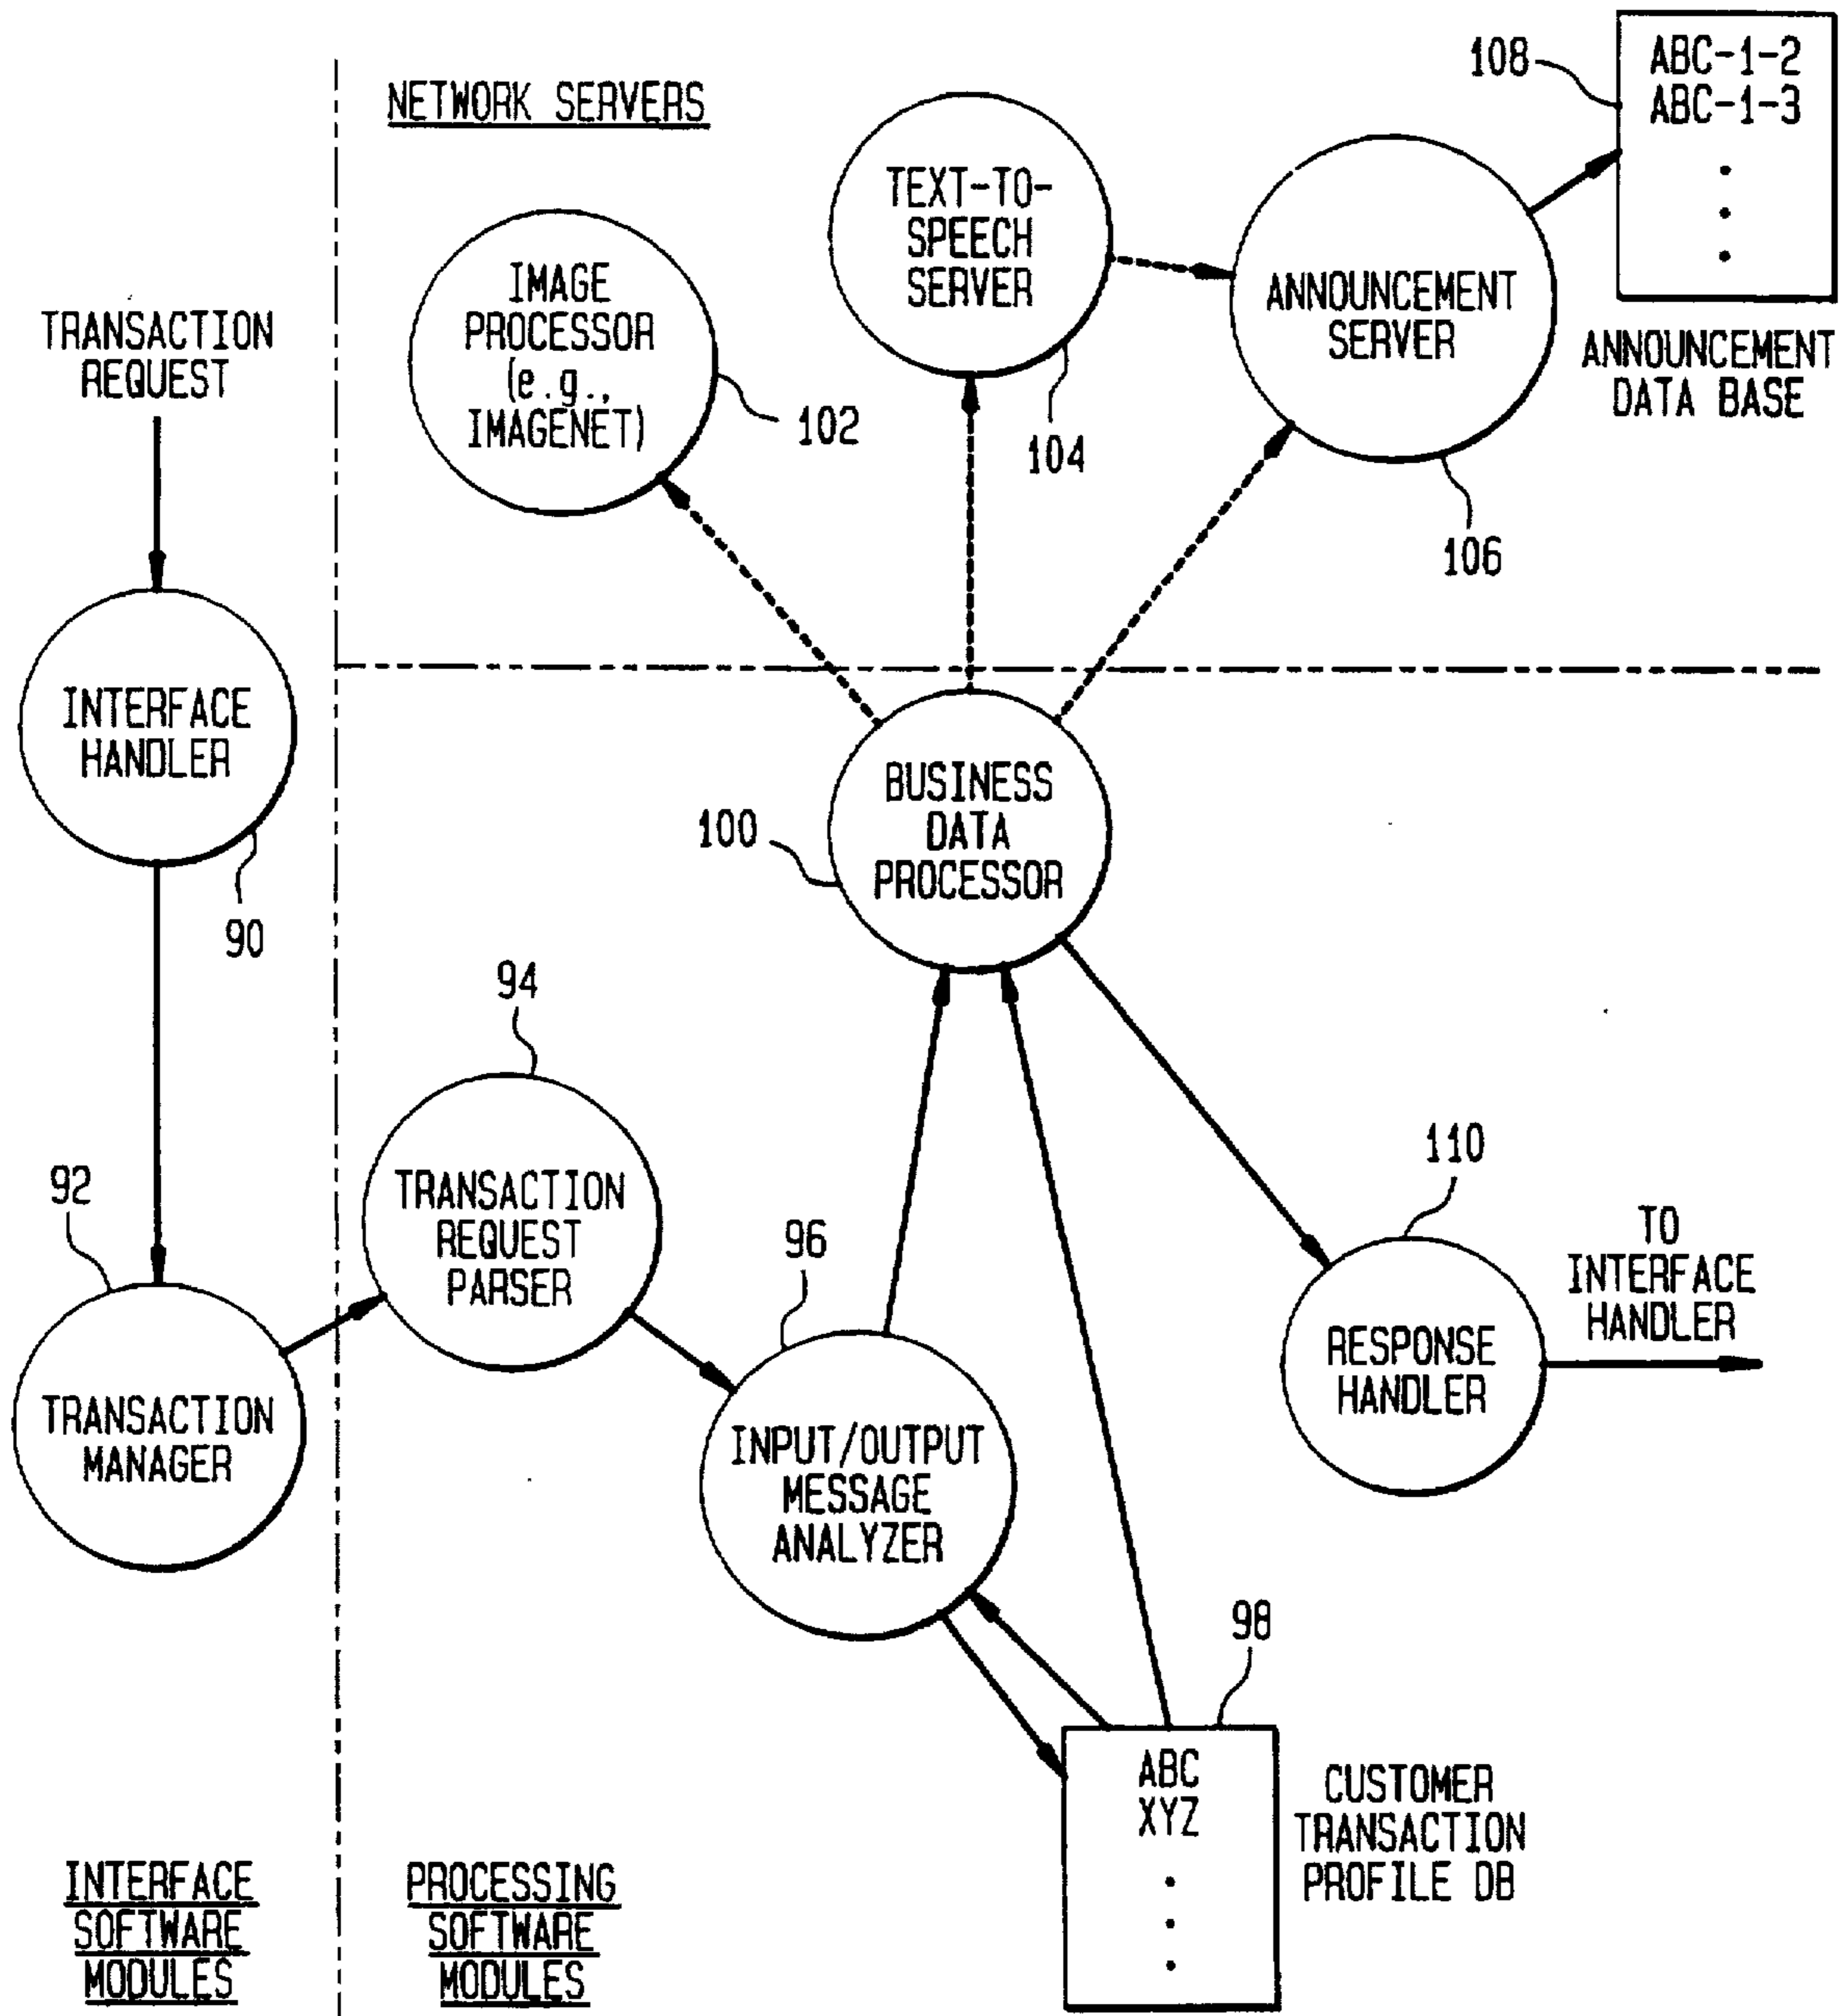 NETWORK SERVERS
108
ABC-1-2
ABC-1-3
ANNOUNCEMENT
DATA BASE
TEXT-TO-
SPEECH
SERVER
104
ANNOUNCEMENT
SERVER
106
IMAGE
PROCESSOR
(e.g.,
IMAGENET)
102
TRANSACTION
REQUEST
INTERFACE
HANDLER
90
BUSINESS
DATA
PROCESSOR
100
94
TRANSACTION
REQUEST
PARSER
92
TRANSACTION
MANAGER
96
INPUT/OUTPUT
MESSAGE
ANALYZER
110
RESPONSE
HANDLER
TO
INTERFACE
HANDLER
98
ABC
XYZ
CUSTOMER
TRANSACTION
PROFILE DB
INTERFACE
SOFTWARE
MODULES
PROCESSING
SOFTWARE
MODULES